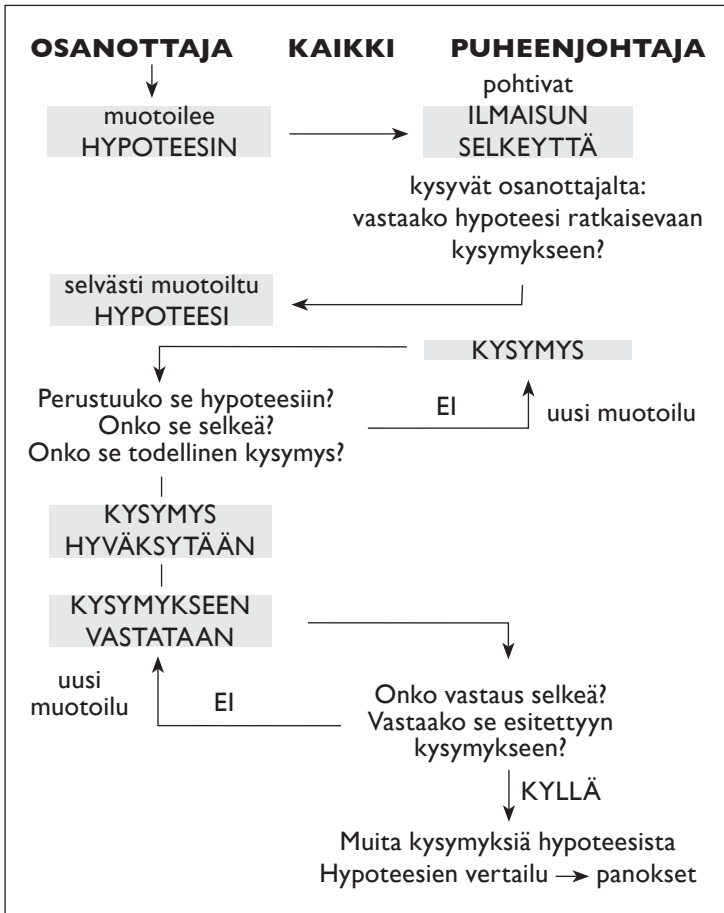 OSANOTTAJA KAIKKI PUHEENJOHTAJA
muotoilee
HYPOTEESIN
pohtivat
ILMAISUN
SELKEYTTÄ
kysyvät osanottajalta:
vastaako hypoteesi ratkaisevaan
kysymykseen?
selvästi muotoiltu
HYPOTEESI
KYSYMYS
Perustuuko se hypoteesiin?
Onko se selkeä?
Onko se todellinen kysymys?
EI
uusi muotoilu
KYSYMYS
HYVÄKSYTÄÄN
KYSYMYKSEEN
VASTATAAN
uusi
muotoilu
EI
Onko vastaus selkeä?
Vastaako se esitettyyn
kysymykseen?
KYLLÄ
Muita kysymyksiä hypoteesista
Hypoteesien vertailu → panokset